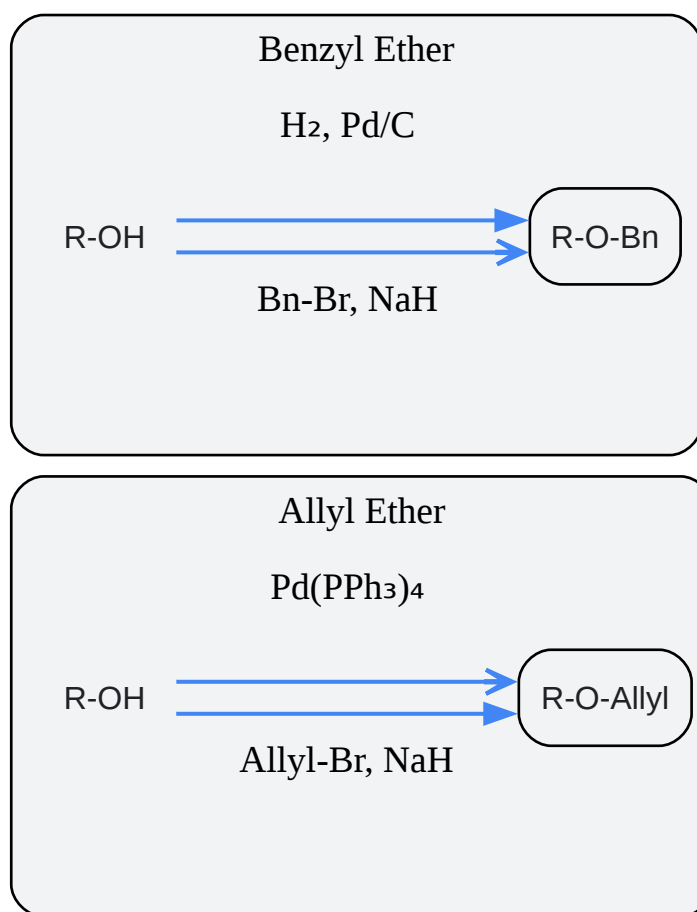 Benzyl Ether
H₂, Pd/C
R-OH
R-O-Bn
Bn-Br, NaH
Allyl Ether
Pd(PPh₃)₄
R-OH
R-O-Allyl
Allyl-Br, NaH